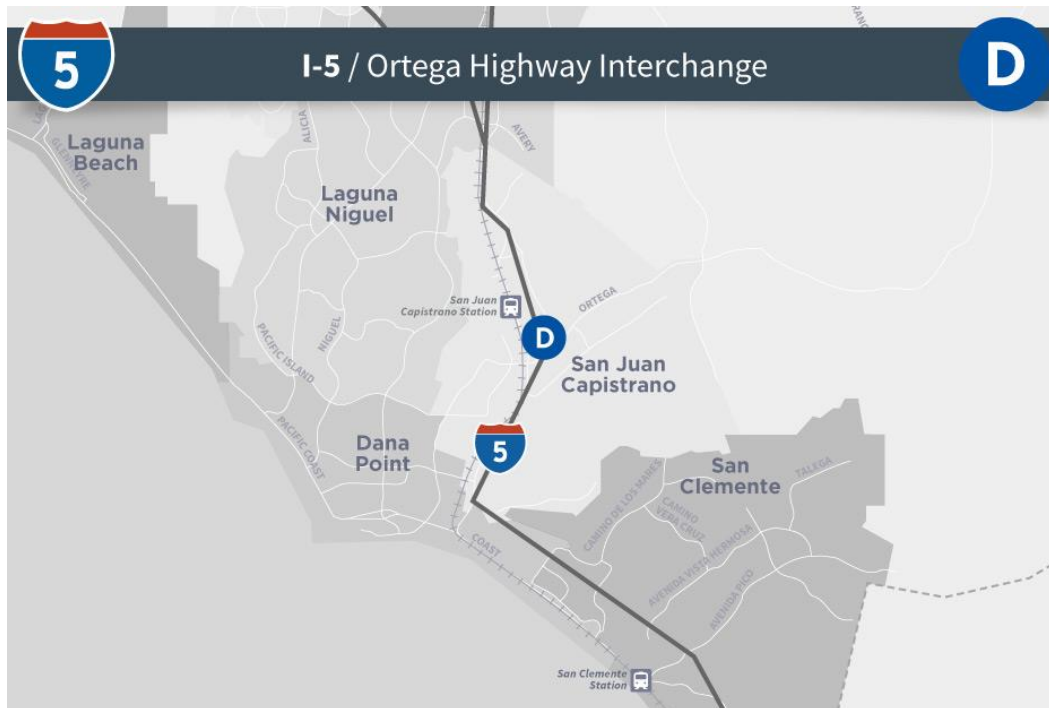 5
I-5 / Ortega Highway Interchange
D
Laguna
Beach
GLENNEYRE
ALICIA
AVERY
Laguna
Niguel
San Juan
Capistrano Station
ORTEGA
D
PACIFIC ISLAND
NIGUEL
San Juan
Capistrano
PACIFIC COAST
Dana
Point
5
San
Clemente
TALEGA
CAMINO DE LOS MARES
CAMINO
VERA CRUZ
COAST
AVENIDA VISTA HERMOSA
AVENIDA PICO
San Clemente
Station